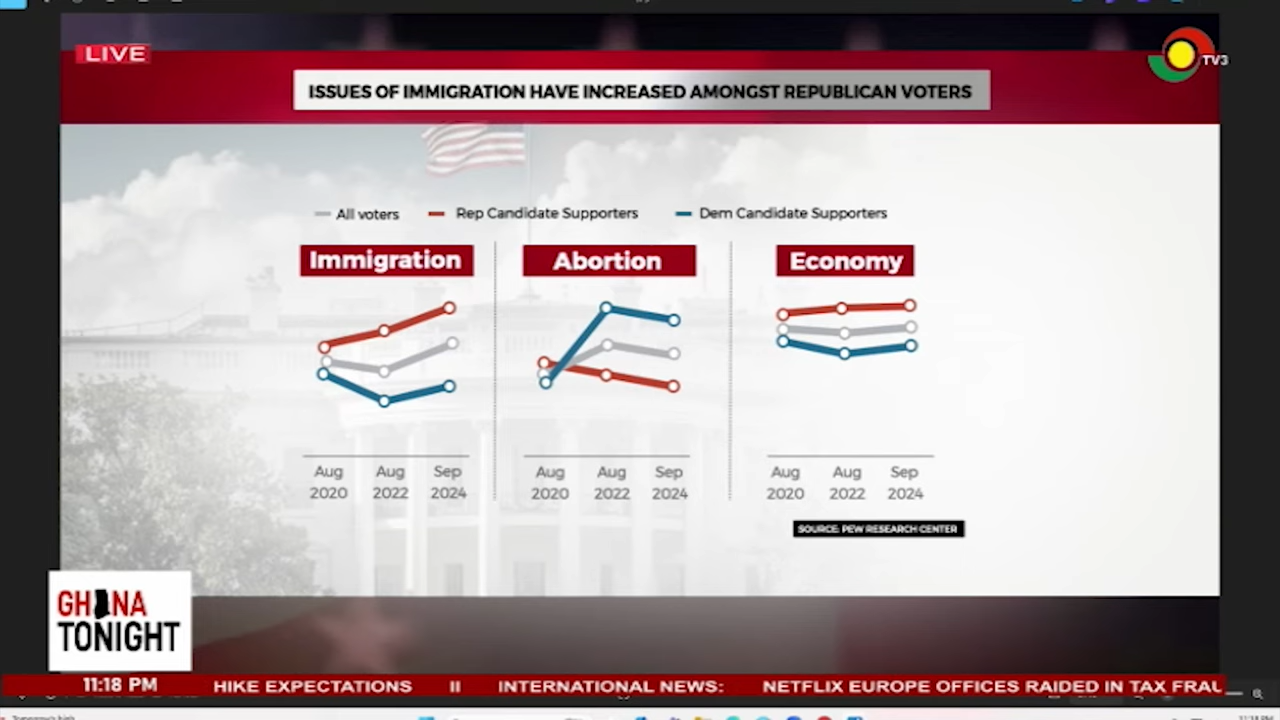 LIVE
TV3
ISSUES OF IMMIGRATION HAVE INCREASED AMONGST REPUBLICAN VOTERS
All voters Rep Candidate Supporters Dem Candidate Supporters
Immigration Abortion Economy
Aug Aug Sep Aug Aug Sep Aug Aug Sep
2020 2022 2024 2020 2022 2024 2020 2022 2024
SOURCE: PEW RESEARCH CENTER
GHANA
TONIGHT
11:18 PM HIKE EXPECTATIONS II INTERNATIONAL NEWS: NETFLIX EUROPE OFFICES RAIDED IN TAX FRAU